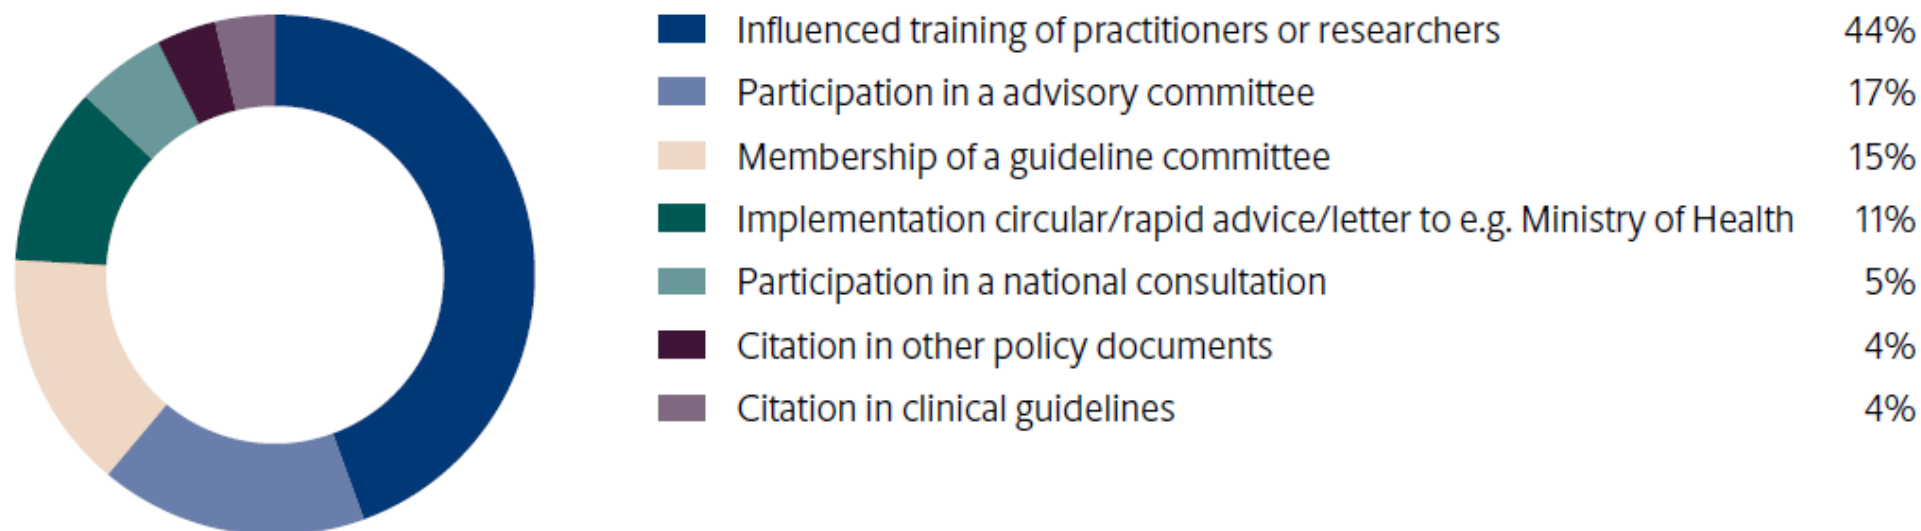 Influenced training of practitioners or researchers 44%
Participation in a advisory committee 17%
Membership of a guideline committee 15%
Implementation circular/rapid advice/letter to e.g. Ministry of Health 11%
Participation in a national consultation 5%
Citation in other policy documents 4%
Citation in clinical guidelines 4%